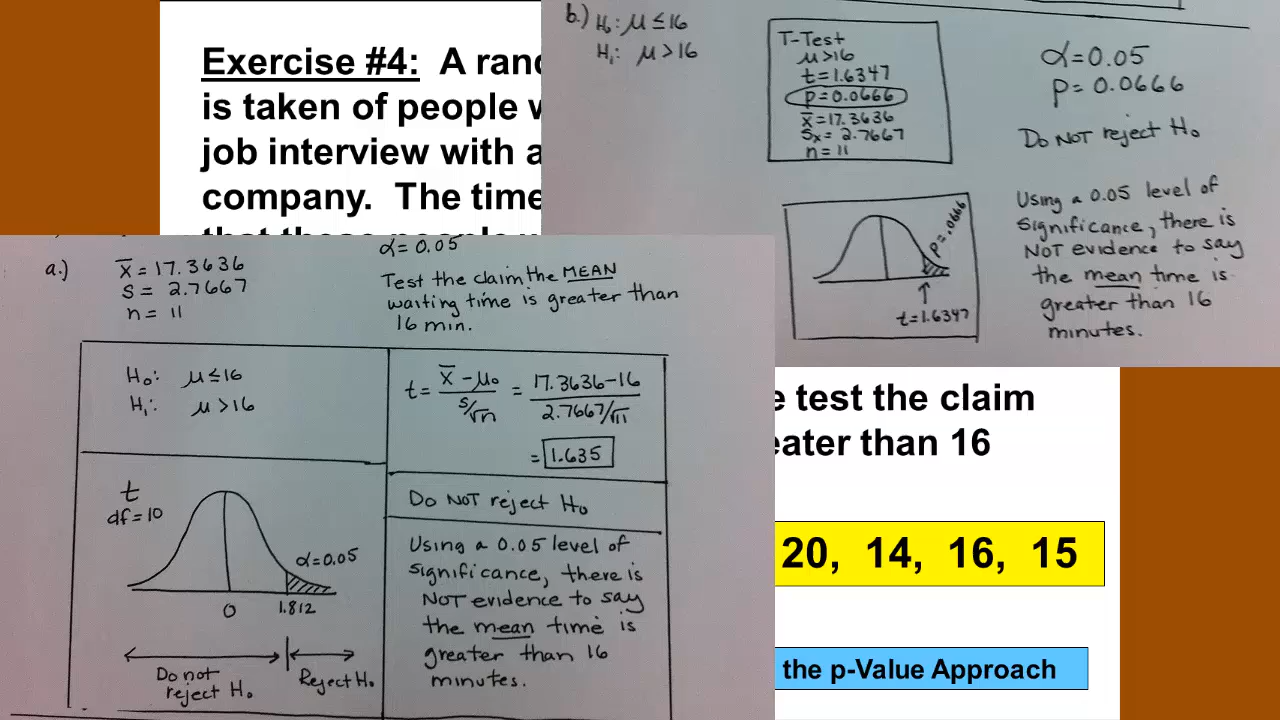 Exercise #4: A
is taken of people
job interview with
company. The time
b.) H₀: μ ≤ 16
H₁: μ > 16
T-Test
μ > 16
t = 1.6347
p = 0.0666
x̄ = 17.3636
Sx = 2.7667
n = 11
α = 0.05
p = 0.0666
Do NOT reject H₀
p = .0666
t = 1.6347
Using a 0.05 level of
significance, there is
NOT evidence to say
the mean time is
greater than 16
minutes.
a.)
x̄ = 17.3636
s = 2.7667
n = 11
α = 0.05
Test the claim the MEAN
waiting time is greater than
16 min.
H₀: μ ≤ 16
H₁: μ > 16
t = x̄ - μ₀ / s/√n = 17.3636 - 16 / 2.7667/√11
= 1.635
t
df = 10
α = 0.05
0 1.812
Do not
reject H₀
Reject H₀
Do NOT reject H₀
Using a 0.05 level of
significance, there is
NOT evidence to say
the mean time is
greater than 16
minutes.
test the claim
than 16
20, 14, 16, 15
the p-Value Approach